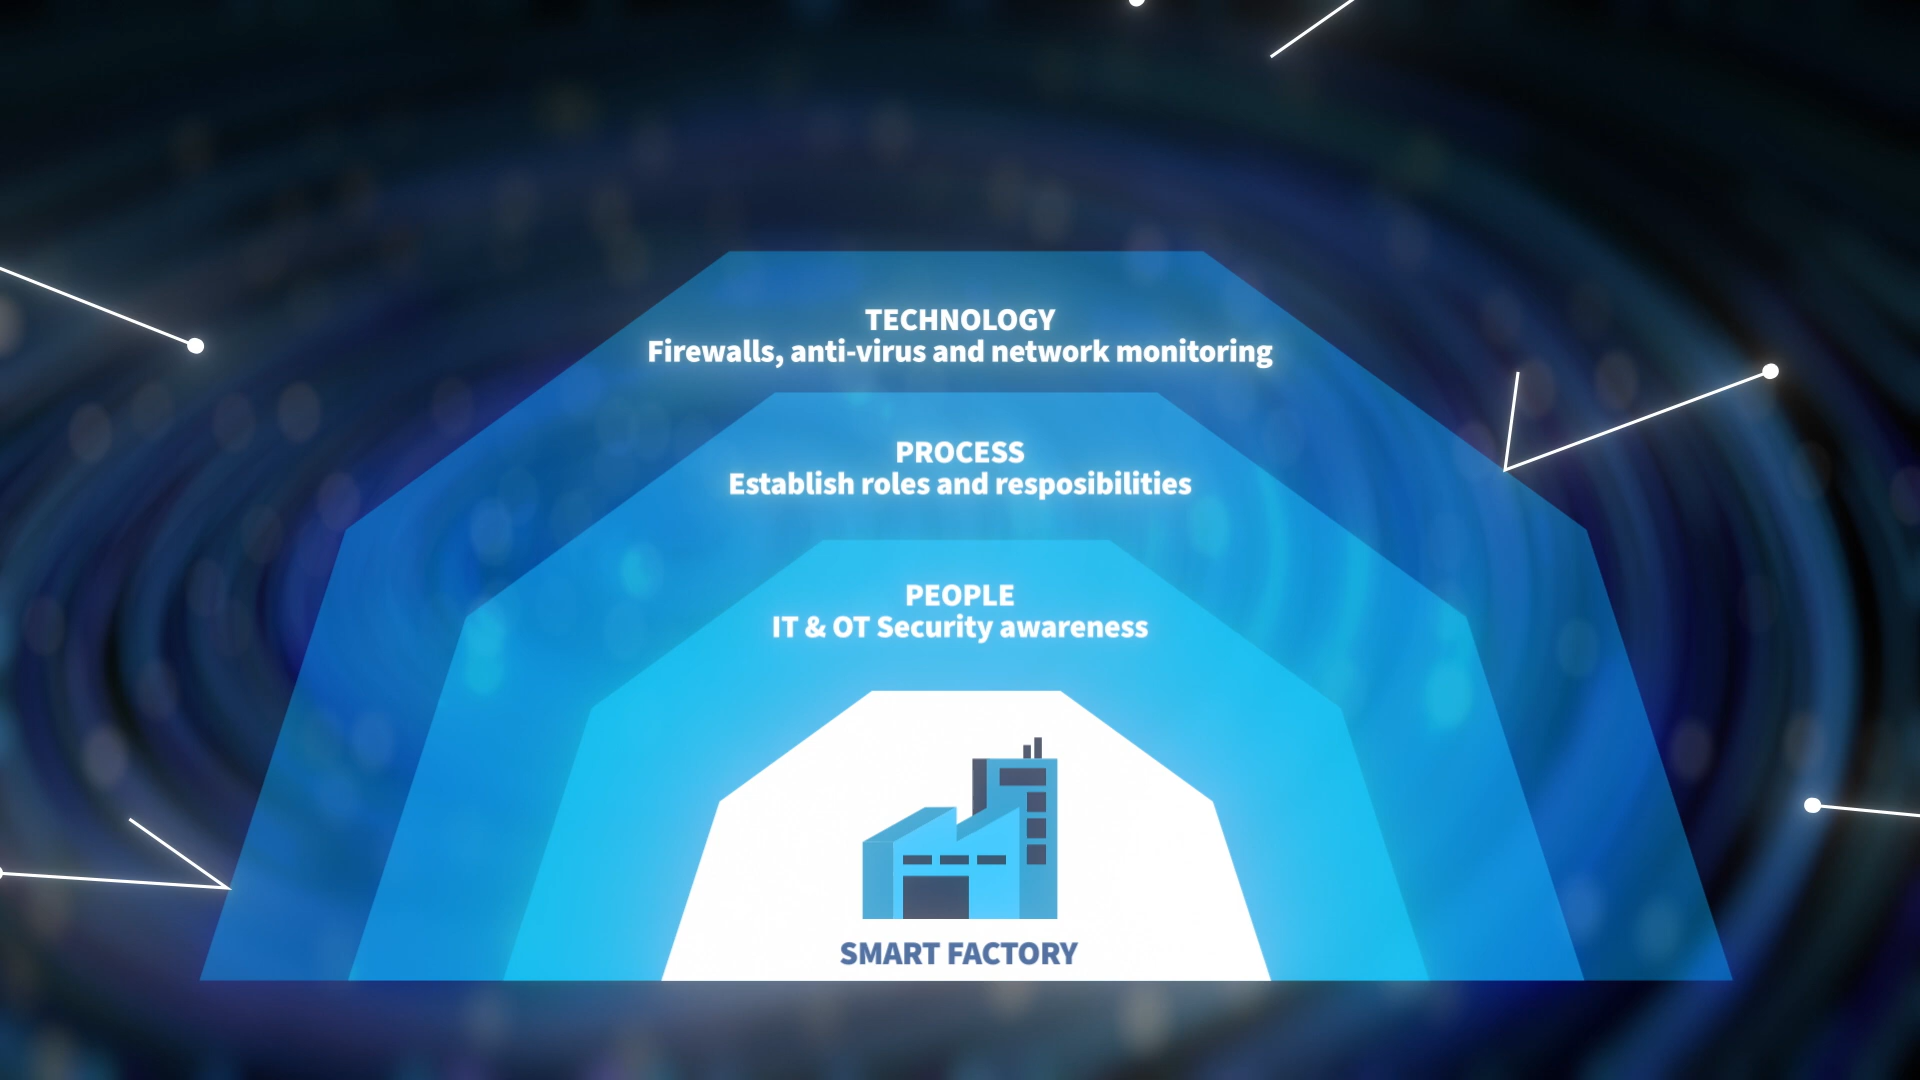 TECHNOLOGY
Firewalls, anti-virus and network monitoring
PROCESS
Establish roles and resposibilities
PEOPLE
IT & OT Security awareness
SMART FACTORY